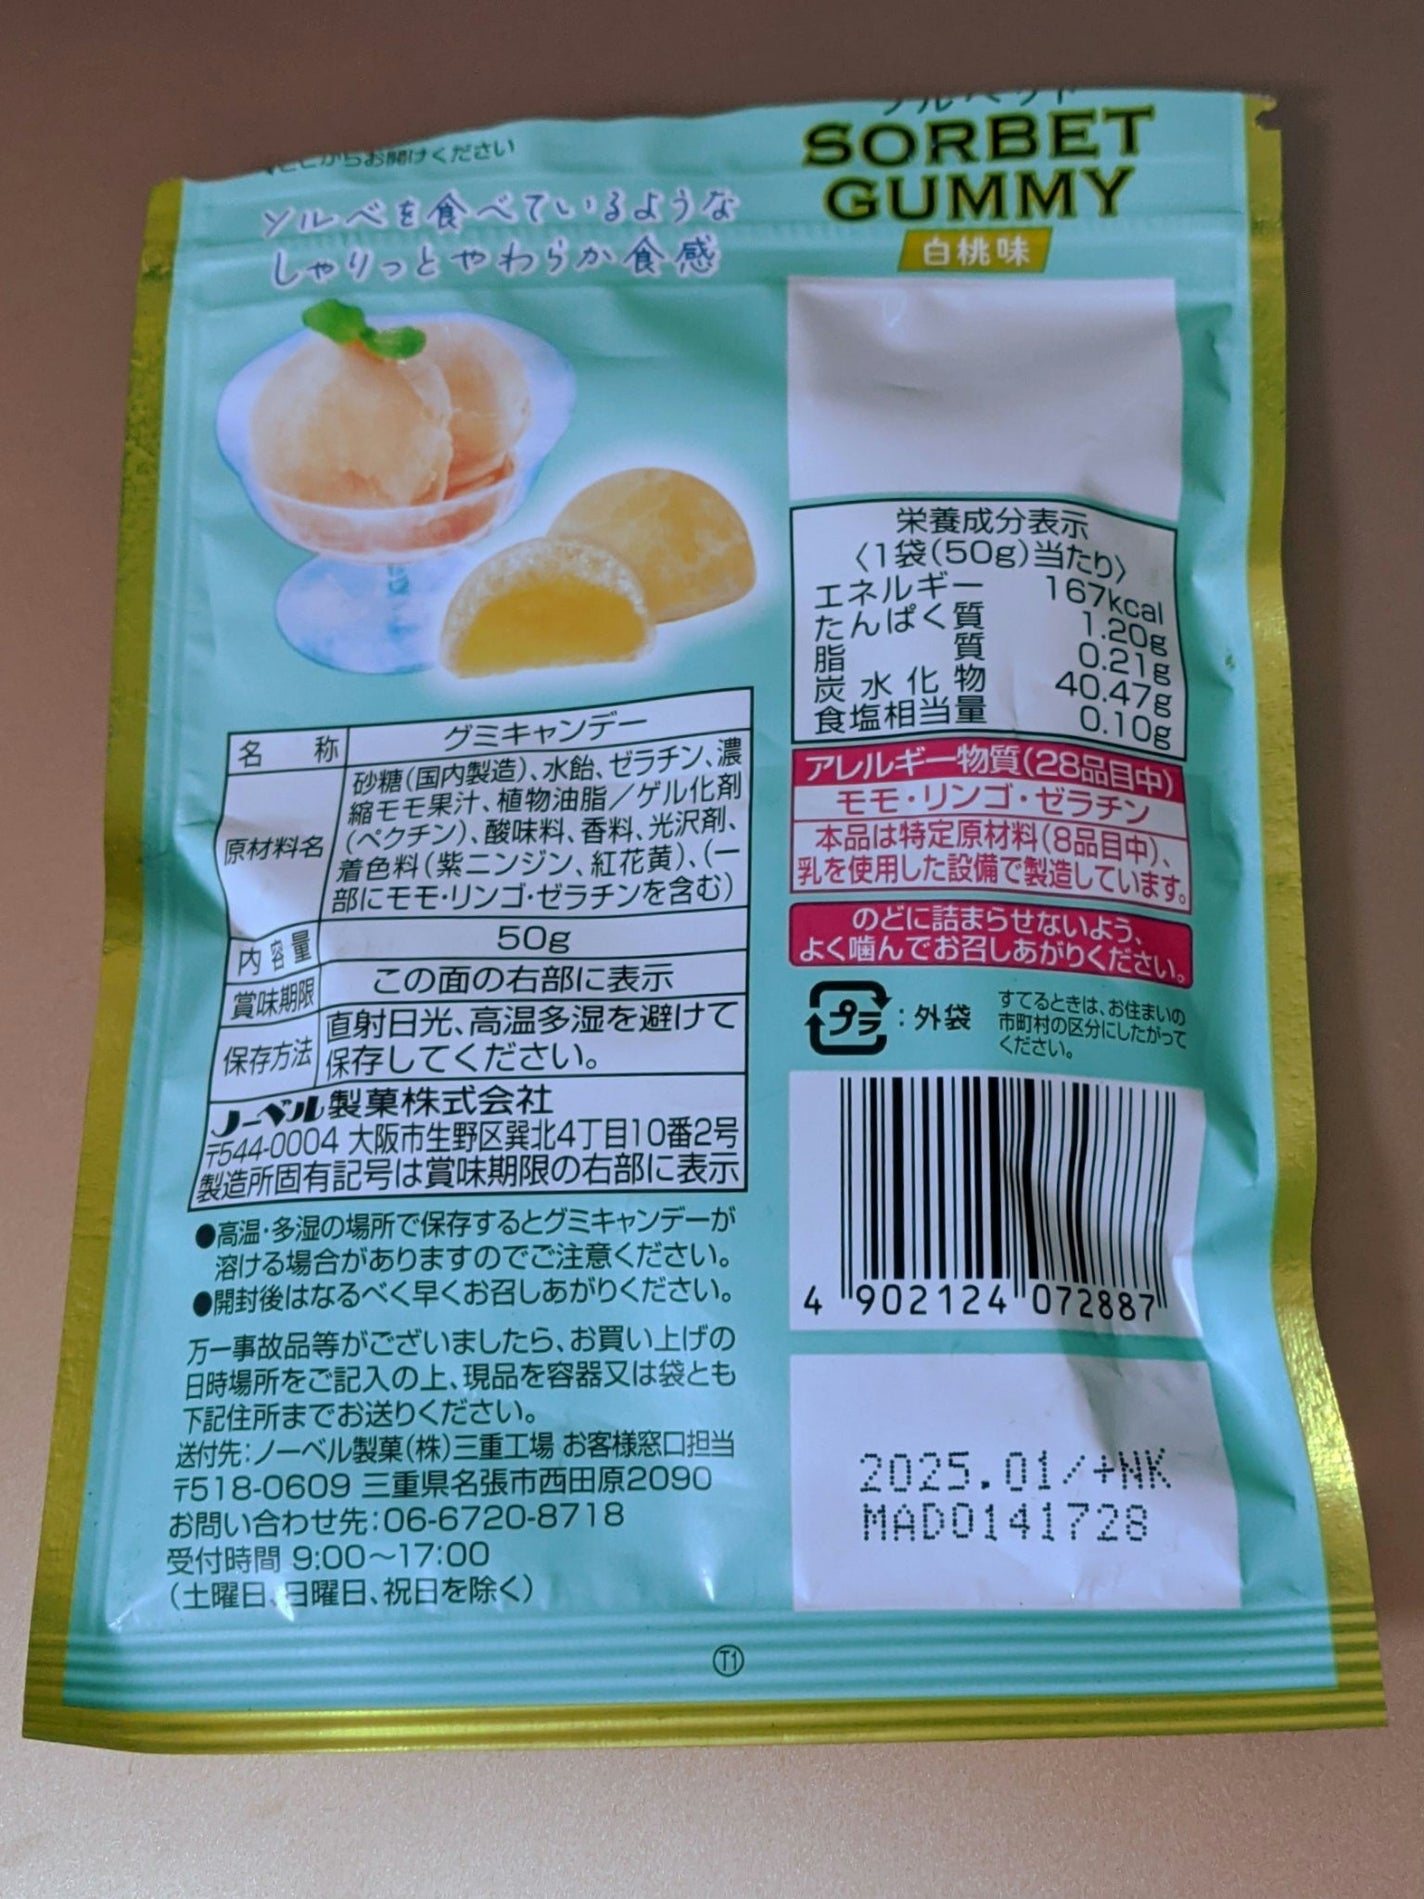 ここからお開けください
ソルベを食べているような
しゃりっとやわらか食感
SORBET
GUMMY
白桃味
栄養成分表示
〈1袋(50g)当たり〉
エネルギー 167kcal
たんぱく質 1.20g
脂質 0.21g
炭水化物 40.47g
食塩相当量 0.10g
アレルギー物質(28品目中)
モモ・リンゴ・ゼラチン
本品は特定原材料(8品目中)、
乳を使用した設備で製造しています。
のどに詰まらせないよう、
よく噛んでお召しあがりください。
プラ:外袋
すてるときは、お住まいの
市町村の区分にしたがって
ください。
4 902124 072887
2025.01/+NK
MAD0141728
名称 グミキャンデー
原材料名 砂糖(国内製造)、水飴、ゼラチン、濃
縮モモ果汁、植物油脂/ゲル化剤
(ペクチン)、酸味料、香料、光沢剤、
着色料(紫ニンジン、紅花黄)、(一
部にモモ・リンゴ・ゼラチンを含む)
内容量 50g
賞味期限 この面の右部に表示
保存方法 直射日光、高温多湿を避けて
保存してください。
ノーベル製菓株式会社
〒544-0004 大阪市生野区巽北4丁目10番2号
製造所固有記号は賞味期限の右部に表示
●高温・多湿の場所で保存するとグミキャンデーが
溶ける場合がありますのでご注意ください。
●開封後はなるべく早くお召しあがりください。
万一事故品等がございましたら、お買い上げの
日時場所をご記入の上、現品を容器又は袋とも
下記住所までお送りください。
送付先:ノーベル製菓(株)三重工場 お客様窓口担当
〒518-0609 三重県名張市西田原2090
お問い合わせ先:06-6720-8718
受付時間 9:00〜17:00
(土曜日、日曜日、祝日を除く)
T1